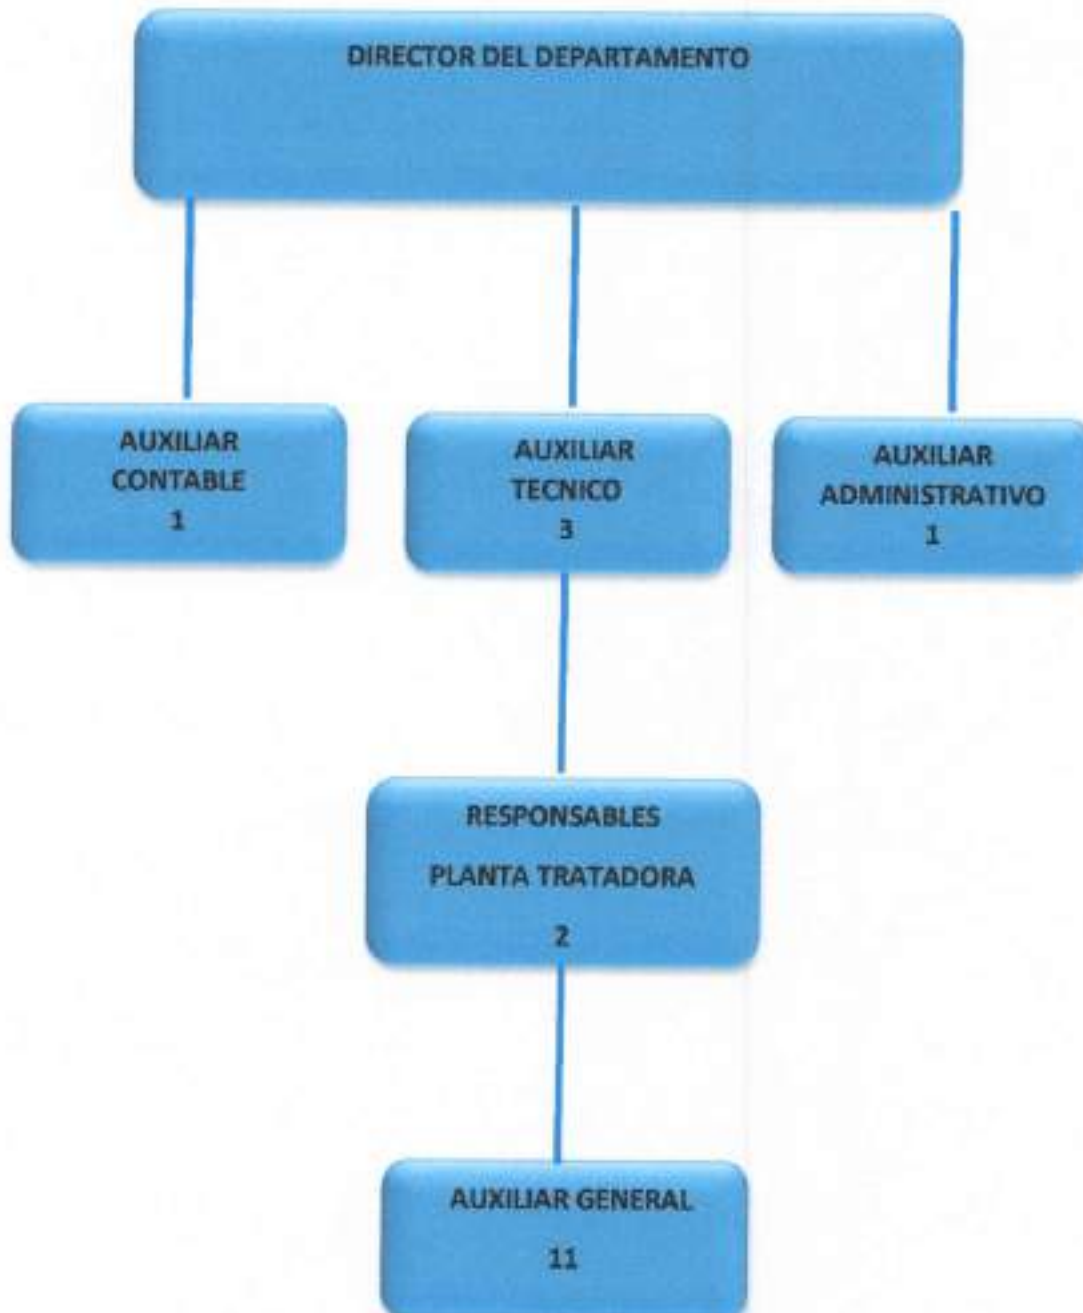 DIRECTOR DEL DEPARTAMENTO
AUXILIAR
CONTABLE
1
AUXILIAR
TECNICO
3
AUXILIAR
ADMINISTRATIVO
1
RESPONSABLES
PLANTA TRATADORA
2
AUXILIAR GENERAL
11